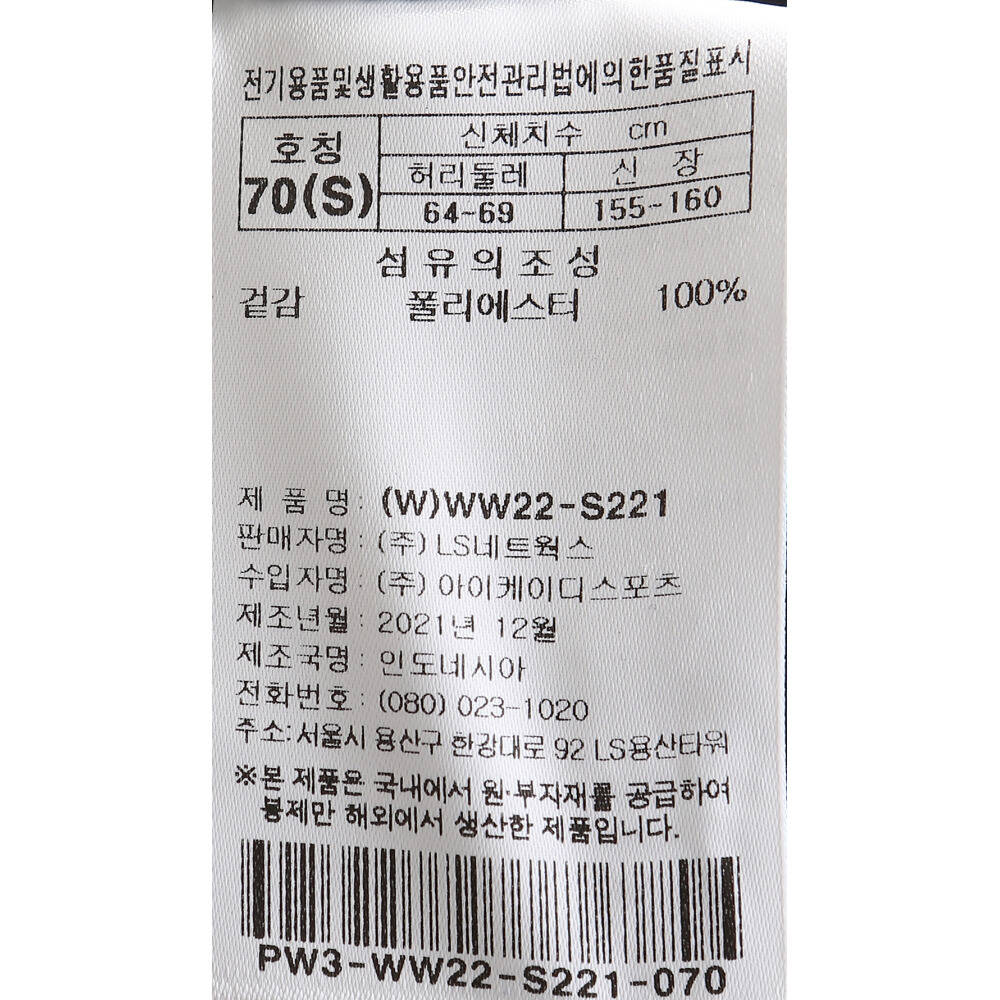 전기용품및생활용품안전관리법에의한품질표시
호칭 신체치수 cm
70(S) 허리둘레 신 장
64-69 155-160
섬유의조성
겉감 폴리에스터 100%
제 품 명 : (W)WW22-S221
판매자명 : (주) LS네트웍스
수입자명 : (주) 아이케이디스포츠
제조년월 : 2021년 12월
제조국명 : 인도네시아
전화번호 : (080) 023-1020
주소: 서울시 용산구 한강대로 92 LS용산타워
※본 제품은 국내에서 원·부자재를 공급하여
봉제만 해외에서 생산한 제품입니다.
PW3-WW22-S221-070